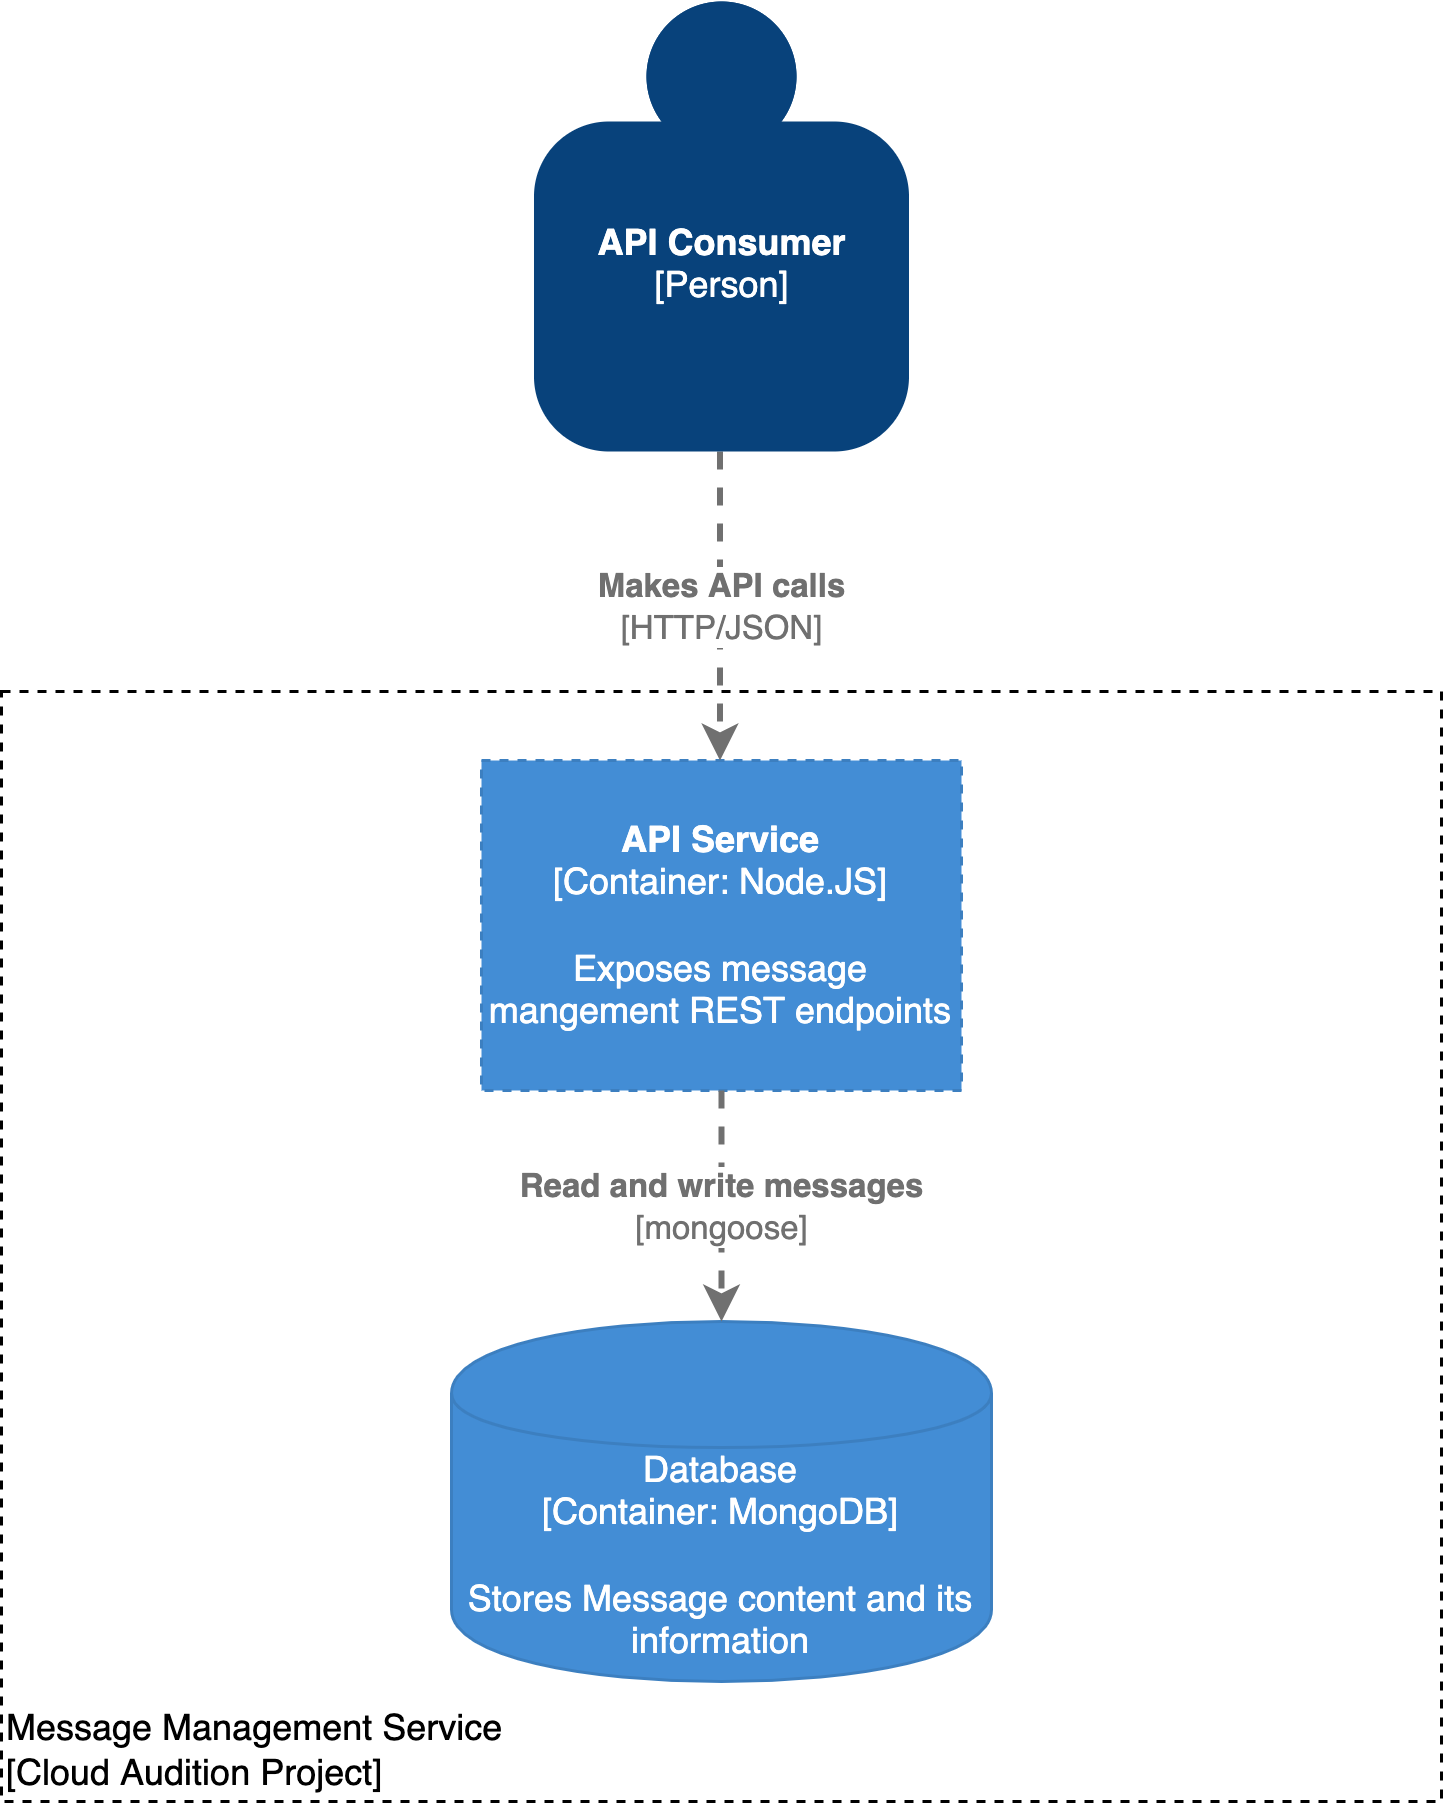 API Consumer
[Person]
Makes API calls
[HTTP/JSON]
API Service
[Container: Node.JS]
Exposes message
mangement REST endpoints
Read and write messages
[mongoose]
Database
[Container: MongoDB]
Stores Message content and its
information
Message Management Service
[Cloud Audition Project]